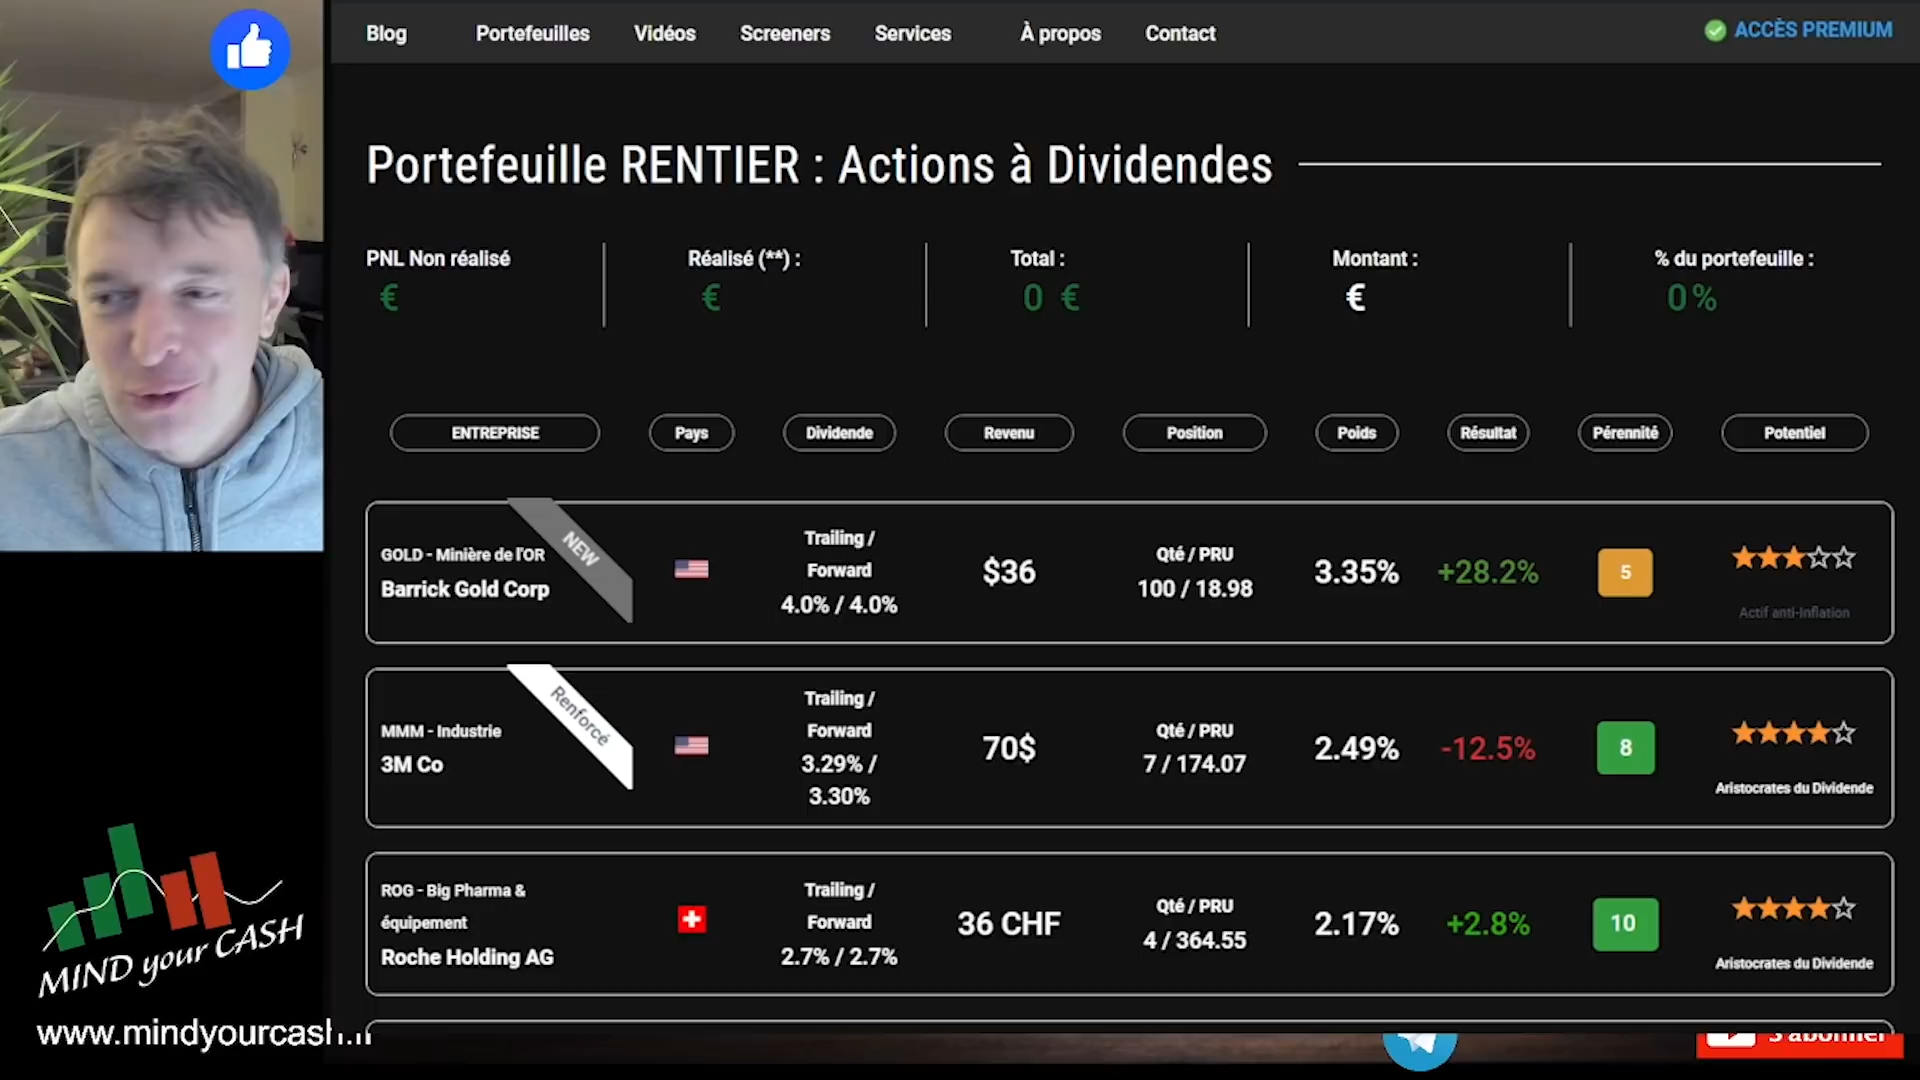 Blog Portefeuilles Vidéos Screeners Services À propos Contact
ACCÈS PREMIUM
Portefeuille RENTIER : Actions à Dividendes
PNL Non réalisé Réalisé (**) : Total : Montant : % du portefeuille :
€ € 0 € € 0%
ENTREPRISE Pays Dividende Revenu Position Poids Résultat Pérennité Potentiel
NEW
GOLD - Minière de l'OR
Barrick Gold Corp
Trailing /
Forward
4.0% / 4.0%
$36
Qté / PRU
100 / 18.98
3.35%
+28.2%
5
Actif anti-Inflation
Renforcé
MMM - Industrie
3M Co
Trailing /
Forward
3.29% /
3.30%
70$
Qté / PRU
7 / 174.07
2.49%
-12.5%
8
Aristocrates du Dividende
ROG - Big Pharma &
équipement
Roche Holding AG
Trailing /
Forward
2.7% / 2.7%
36 CHF
Qté / PRU
4 / 364.55
2.17%
+2.8%
10
Aristocrates du Dividende
MIND your CASH
S'abonner